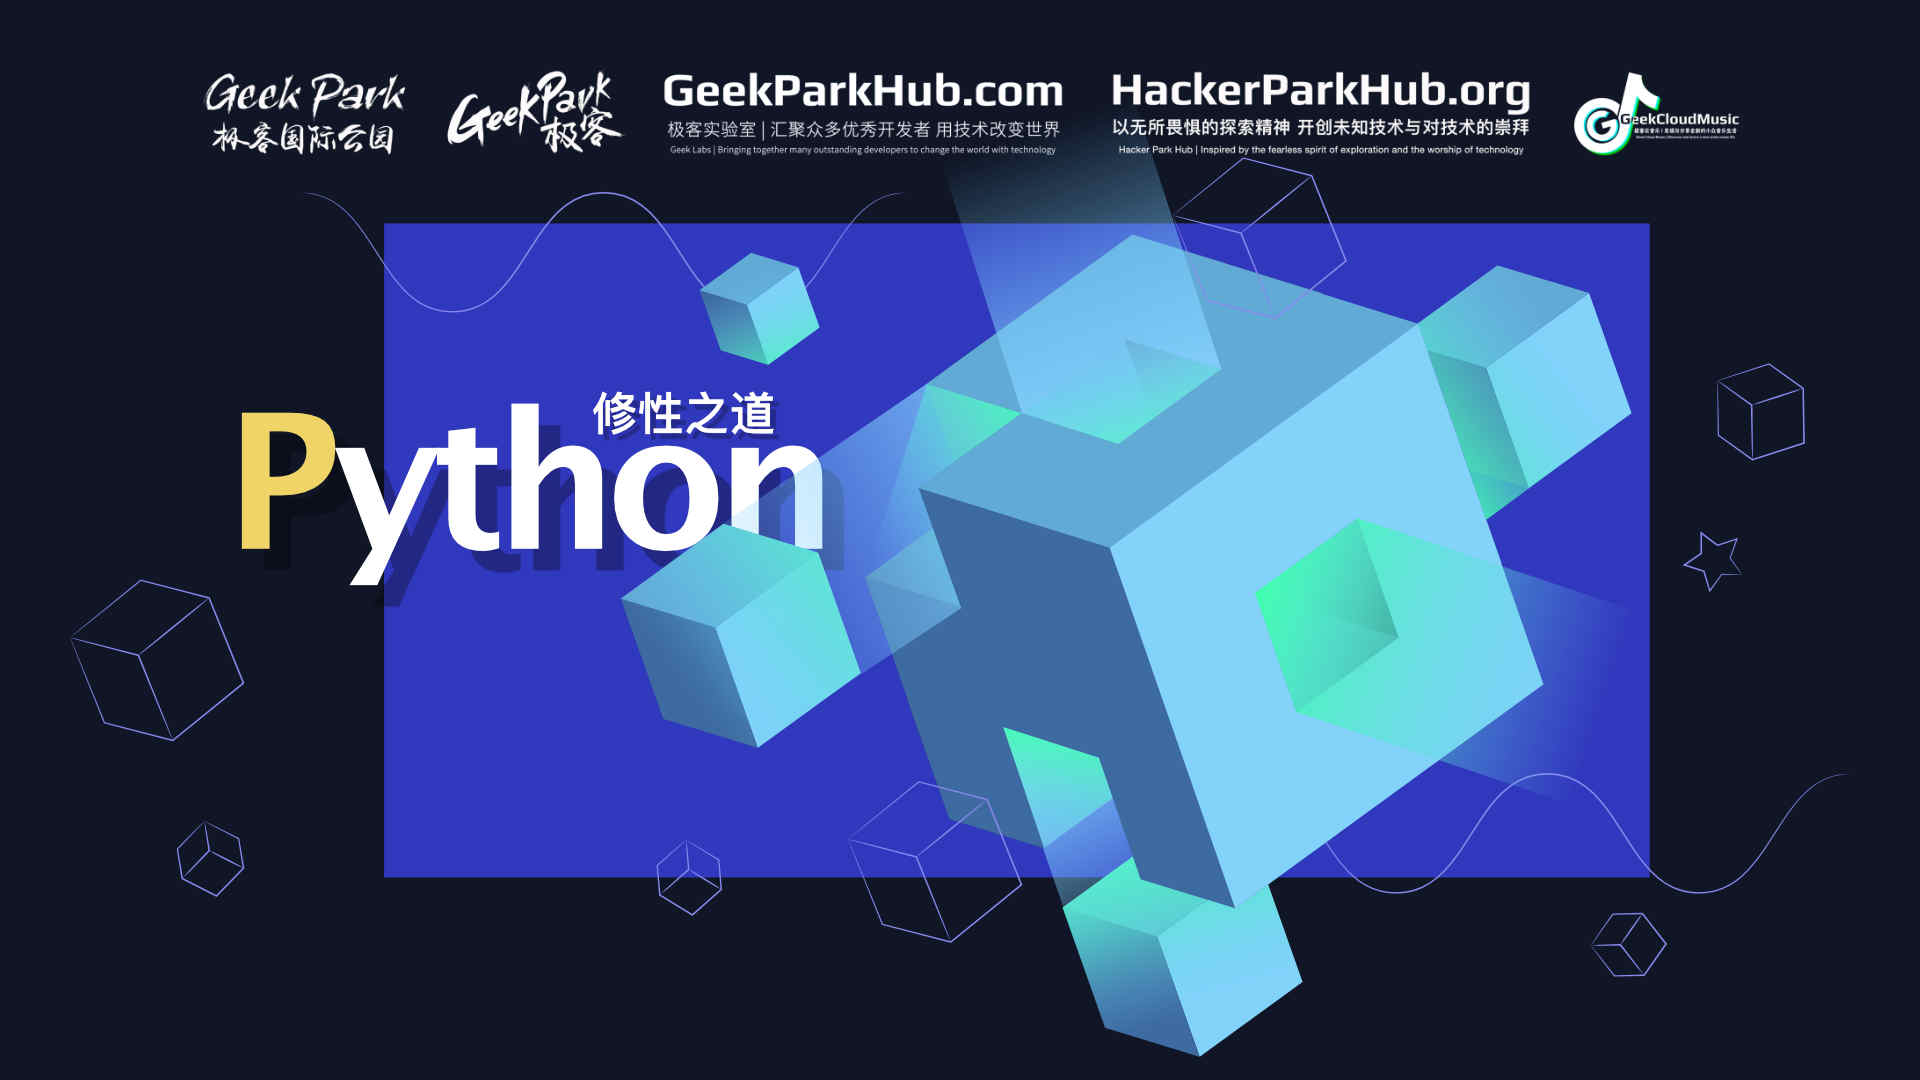 Geek Park
极客国际公园
GeekPark
极客
GeekParkHub.com
极客实验室 | 汇聚众多优秀开发者 用技术改变世界
Geek Labs | Bringing together many outstanding developers to change the world with technology
HackerParkHub.org
以无所畏惧的探索精神 开创未知技术与对技术的崇拜
Hacker Park Hub | Inspired by the fearless spirit of exploration and the worship of technology
GeekCloudMusic
修性之道
Python